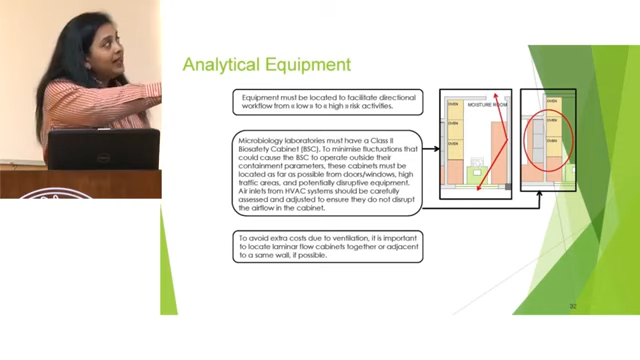 Analytical Equipment
Equipment must be located to facilitate directional
workflow from « low » to « high » risk activities.
Microbiology laboratories must have a Class II
Biosafety Cabinet (BSC). To minimise fluctuations that
could cause the BSC to operate outside their
containment parameters, these cabinets must be
located as far as possible from doors/windows, high
traffic areas, and potentially disruptive equipment.
Air inlets from HVAC systems should be carefully
assessed and adjusted to ensure they do not disrupt
the airflow in the cabinet.
To avoid extra costs due to ventilation, it is important
to locate laminar flow cabinets together or adjacent
to a same wall, if possible.
OVEN
OVEN
OVEN
MOISTURE ROOM
OVEN
OVEN
OVEN
32